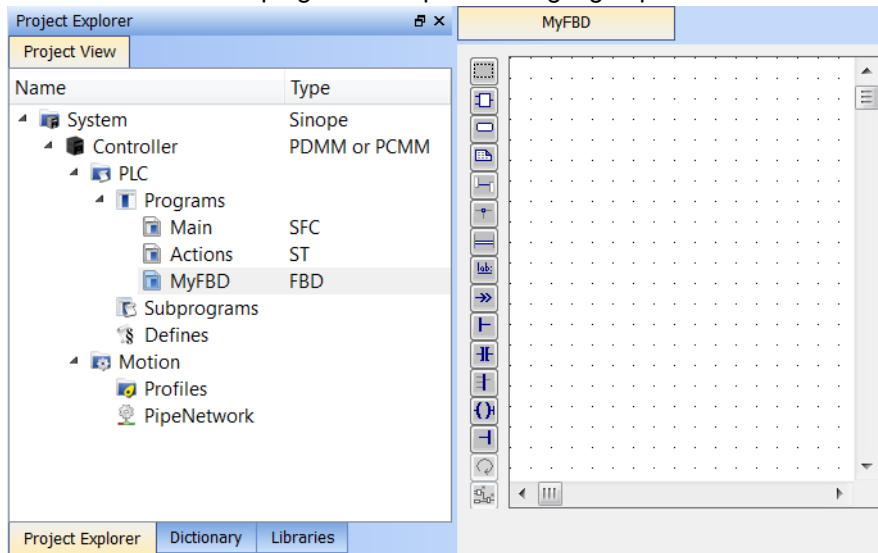 Project Explorer
Project View
Name Type
System Sinope
Controller PDMM or PCMM
PLC
Programs
Main SFC
Actions ST
MyFBD FBD
Subprograms
Defines
Motion
Profiles
PipeNetwork
Project Explorer Dictionary Libraries
MyFBD
lab: